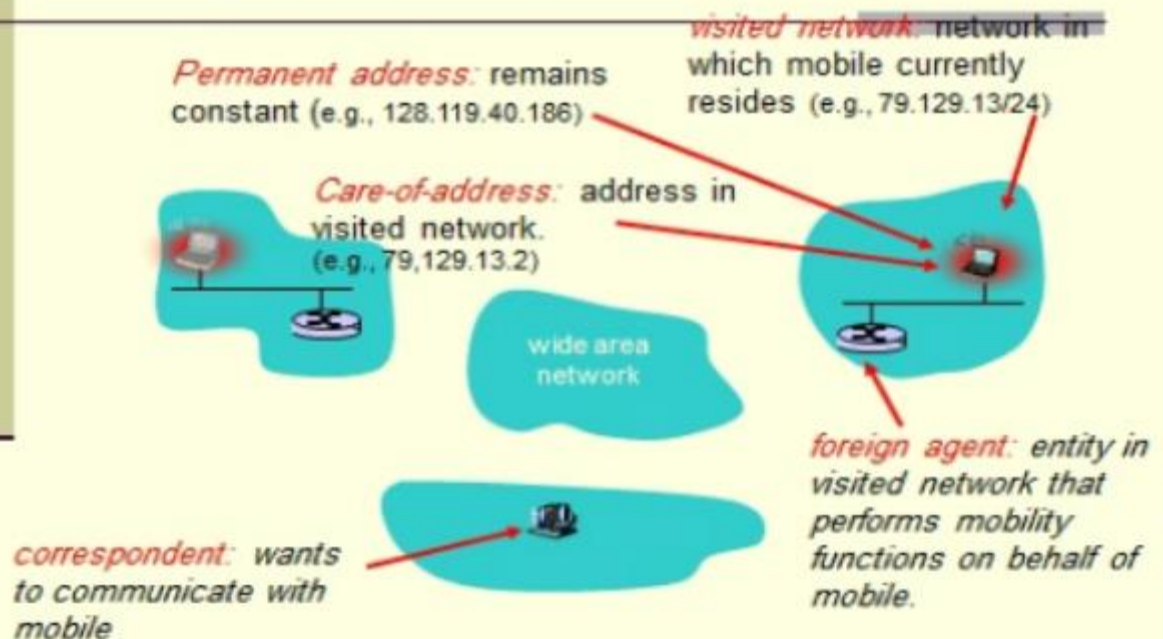 visited network: network in
which mobile currently
resides (e.g., 79.129.13/24)
Permanent address: remains
constant (e.g., 128.119.40.186)
Care-of-address: address in
visited network.
(e.g., 79,129.13.2)
wide area
network
foreign agent: entity in
visited network that
performs mobility
functions on behalf of
mobile.
correspondent: wants
to communicate with
mobile